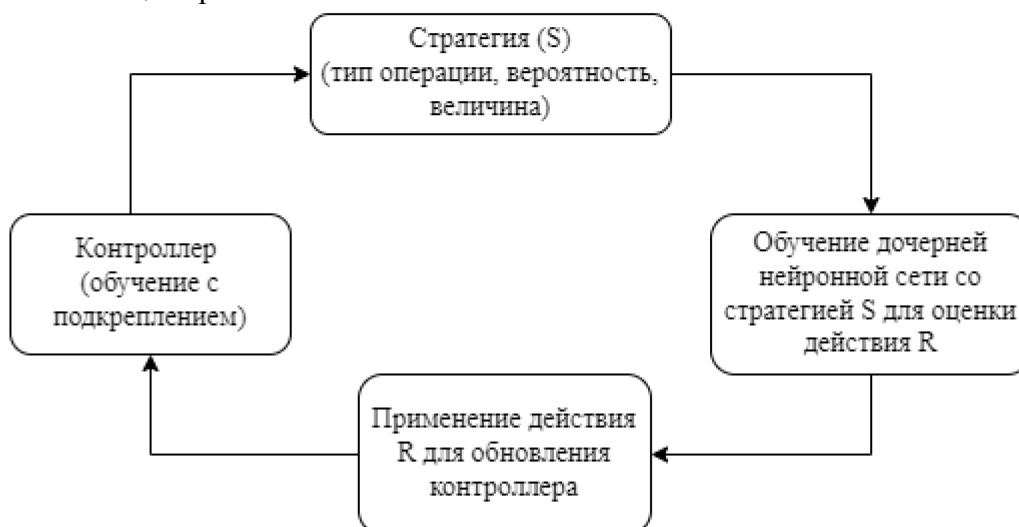 Стратегия (S)
(тип операции, вероятность,
величина)
Контроллер
(обучение с
подкреплением)
Обучение дочерней
нейронной сети со
стратегией S для оценки
действия R
Применение действия
R для обновления
контроллера